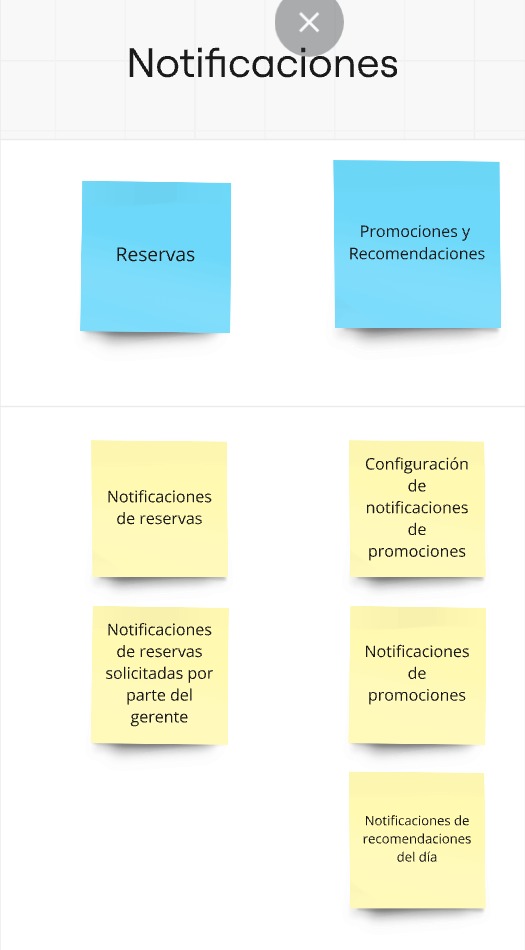 Notificaciones
Reservas
Promociones y
Recomendaciones
Notificaciones
de reservas
Configuración
de
notificaciones
de
promociones
Notificaciones
de reservas
solicitadas por
parte del
gerente
Notificaciones
de
promociones
Notificaciones de
recomendaciones
del día